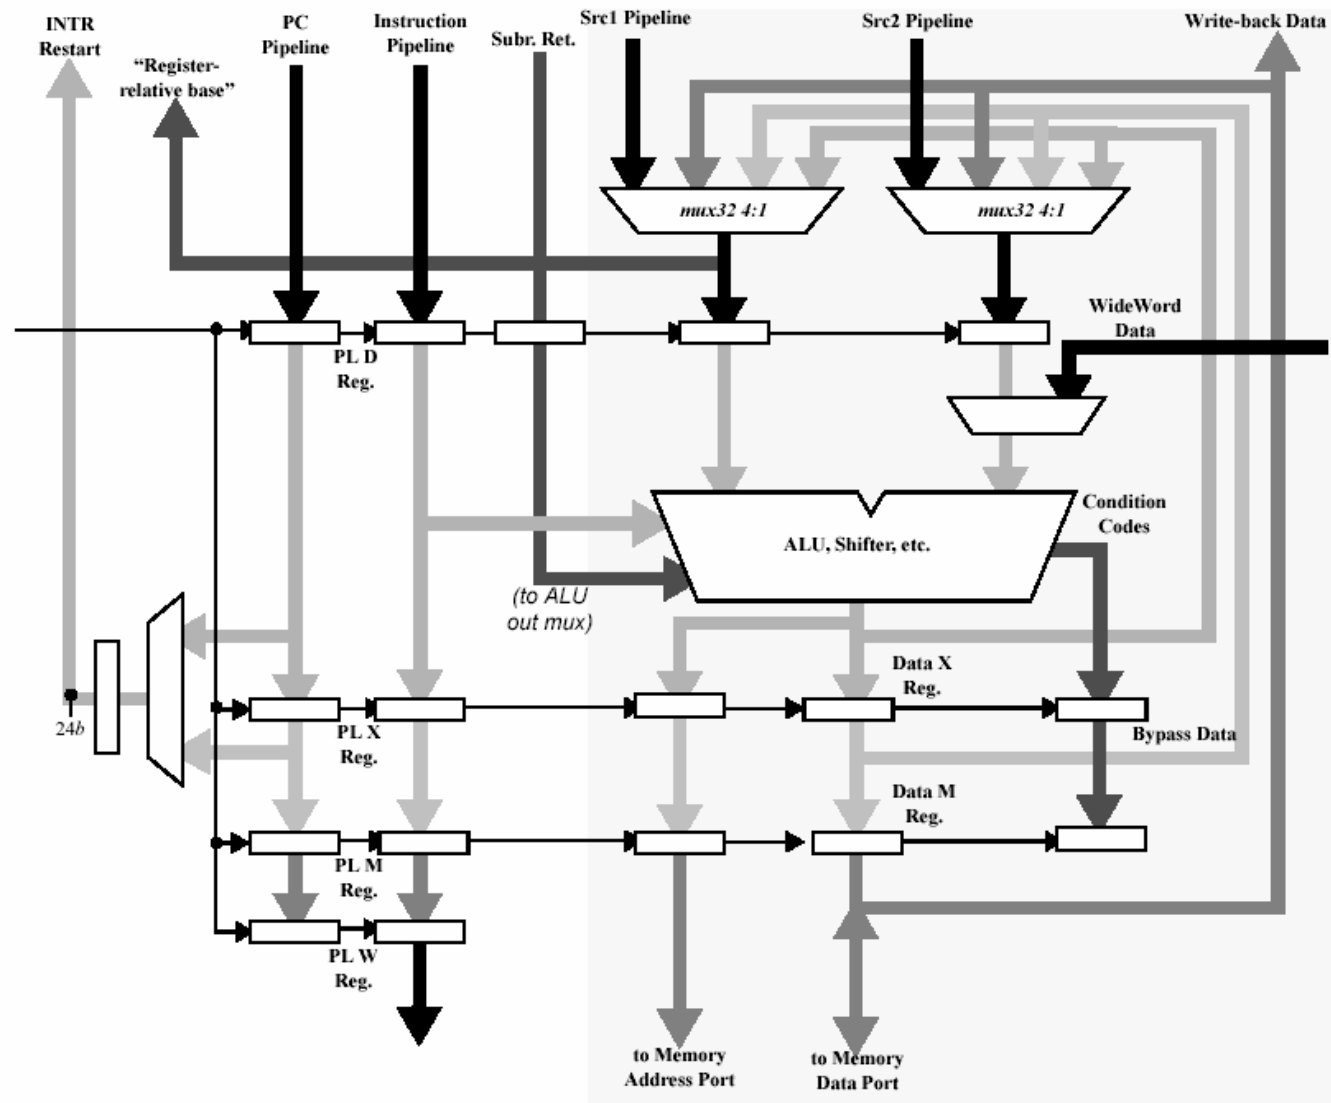 INTR
Restart
PC
Pipeline
Instruction
Pipeline
Subr. Ret.
Src1 Pipeline
Src2 Pipeline
Write-back Data
“Register-
relative base”
mux32 4:1
mux32 4:1
WideWord
Data
PL D
Reg.
Condition
Codes
ALU, Shifter, etc.
(to ALU
out mux)
Data X
Reg.
24b
PL X
Reg.
Bypass Data
Data M
Reg.
PL M
Reg.
PL W
Reg.
to Memory
Address Port
to Memory
Data Port